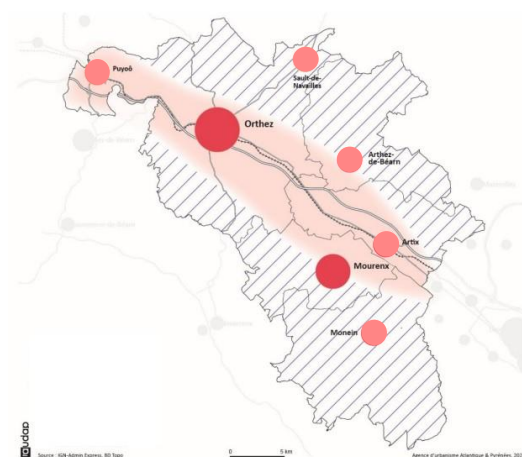 Puyoô
Sault-de-
Navailles
Orthez
Arthez-
de-Béarn
Artix
Mourenx
Monein
audap
0
5 km
Source : IGN-Admin Express, BD Topo
Agence d'urbanisme Atlantique & Pyrénées, 202